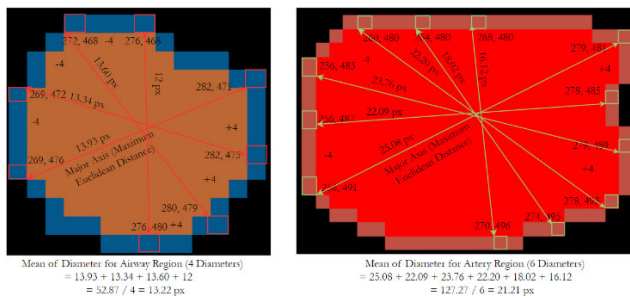 272, 468 -4 276, 468
13.60 px
12 px
-4
282, 471
269, 472 13.34 px
-4
+4
13.93 px
282, 475
269, 476
Major Axis (Maximum
Euclidean Distance)
+4
280, 479
276, 480 +4
Mean of Diameter for Airway Region (4 Diameters)
= 13.93 + 13.34 + 13.60 + 12
= 52.87 / 4 = 13.22 px
260, 480 264, 480 268, 480
279, 481
-4
22.20 px
18.02 px
16.12 px
256, 483
+4
23.76 px
278, 485
-4
256, 487 22.09 px
-4
25.08 px
+4
Major Axis (Maximum
Euclidean Distance)
256, 491
278, 493
274, 495
270, 496
Mean of Diameter for Artery Region (6 Diameters)
= 25.08 + 22.09 + 23.76 + 22.20 + 18.02 + 16.12
= 127.27 / 6 = 21.21 px